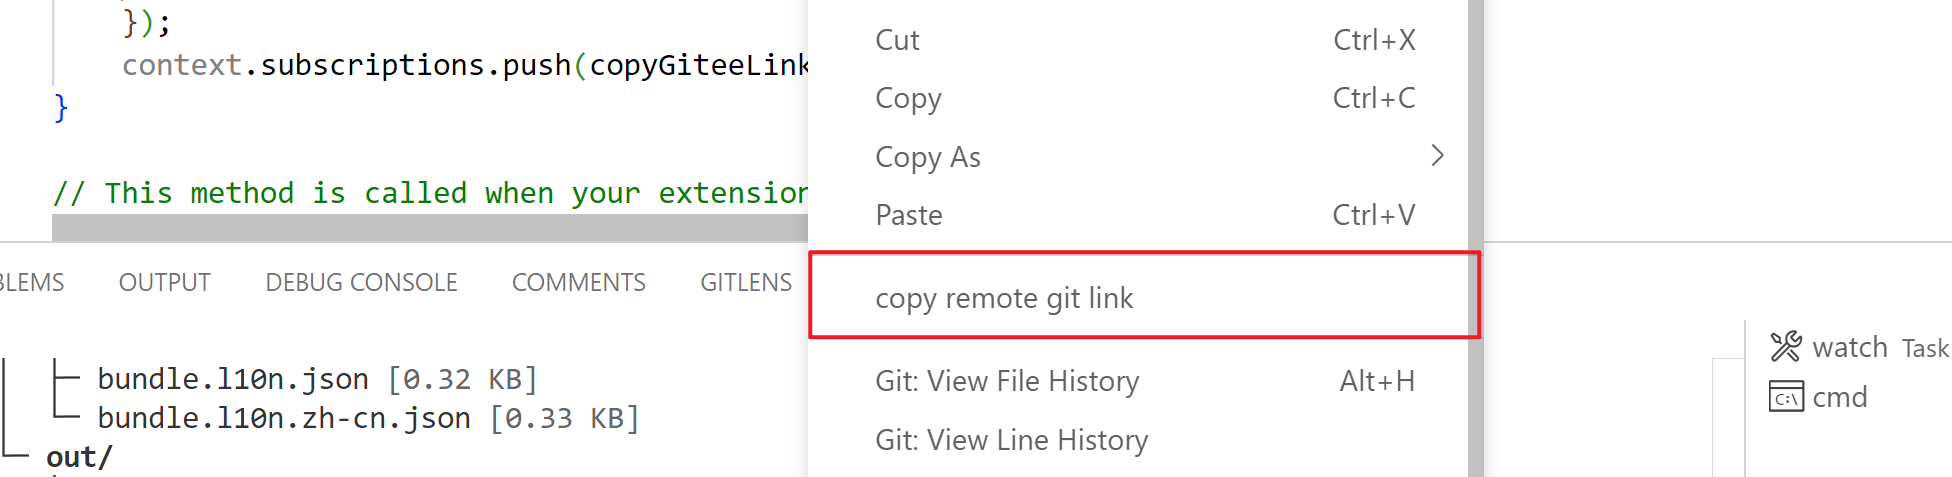 });
context.subscriptions.push(copyGiteeLink
}
// This method is called when your extension
BLEMS OUTPUT DEBUG CONSOLE COMMENTS GITLENS
bundle.l10n.json [0.32 KB]
bundle.l10n.zh-cn.json [0.33 KB]
out/
Cut Ctrl+X
Copy Ctrl+C
Copy As
Paste Ctrl+V
copy remote git link
Git: View File History Alt+H
Git: View Line History
watch Task
C:\ cmd